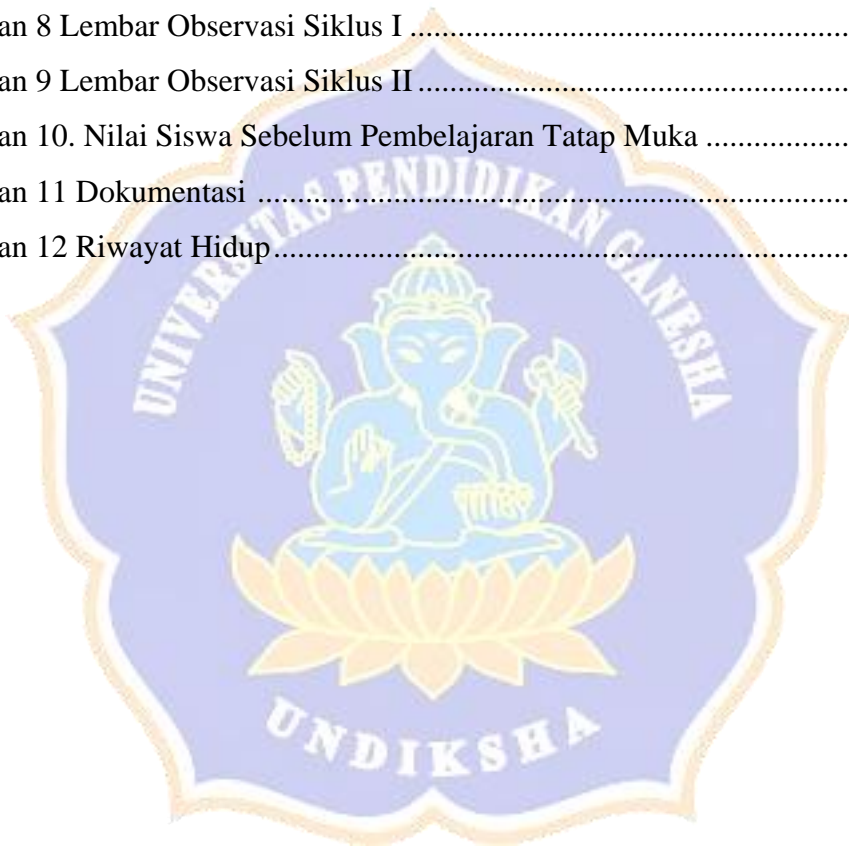 an 8 Lembar Observasi Siklus I ........................................................
an 9 Lembar Observasi Siklus II .......................................................
an 10. Nilai Siswa Sebelum Pembelajaran Tatap Muka ..................
an 11 Dokumentasi ...........................................................................
an 12 Riwayat Hidup.........................................................................
UNIVERSITAS PENDIDIKAN GANESHA
UNDIKSHA